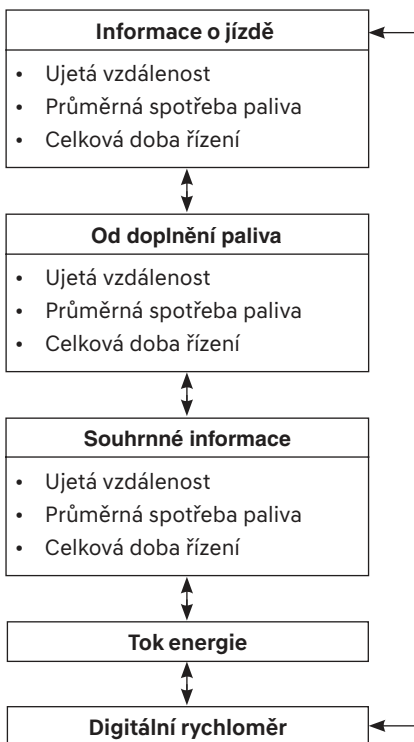 Informace o jízdě
• Ujetá vzdálenost
• Průměrná spotřeba paliva
• Celková doba řízení
Od doplnění paliva
• Ujetá vzdálenost
• Průměrná spotřeba paliva
• Celková doba řízení
Souhrnné informace
• Ujetá vzdálenost
• Průměrná spotřeba paliva
• Celková doba řízení
Tok energie
Digitální rychloměr